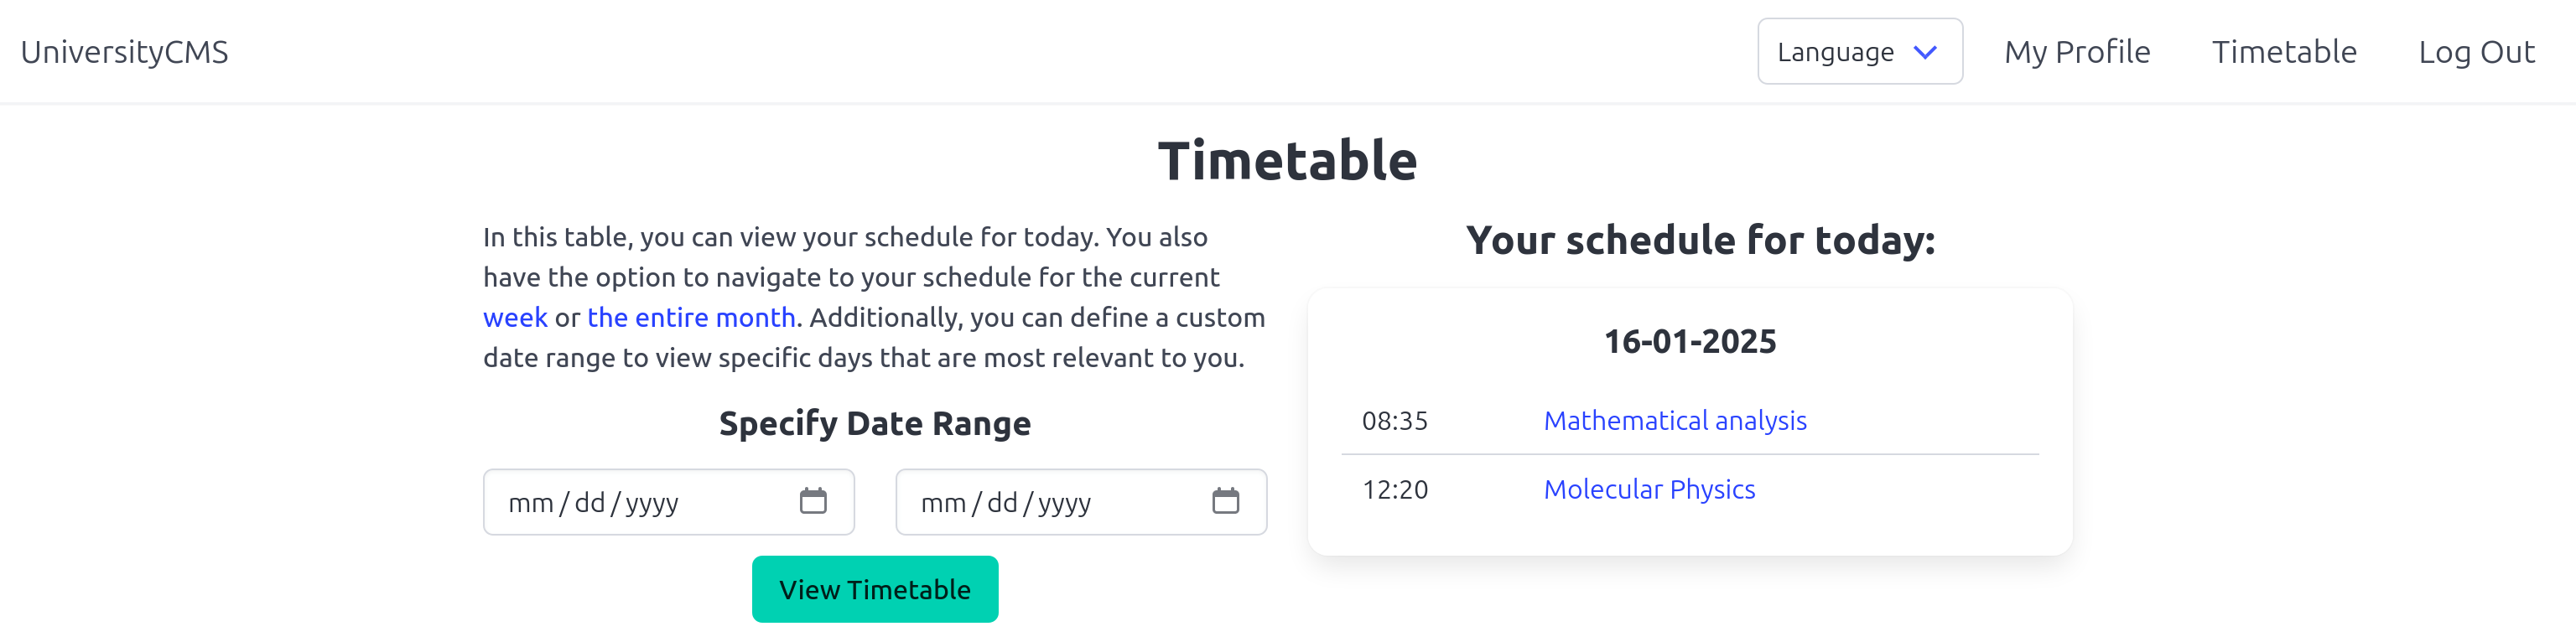 UniversityCMS
Language
My Profile
Timetable
Log Out
Timetable
In this table, you can view your schedule for today. You also
have the option to navigate to your schedule for the current
week or the entire month. Additionally, you can define a custom
date range to view specific days that are most relevant to you.
Specify Date Range
mm/dd/yyyy
mm/dd/yyyy
View Timetable
Your schedule for today:
16-01-2025
08:35 Mathematical analysis
12:20 Molecular Physics